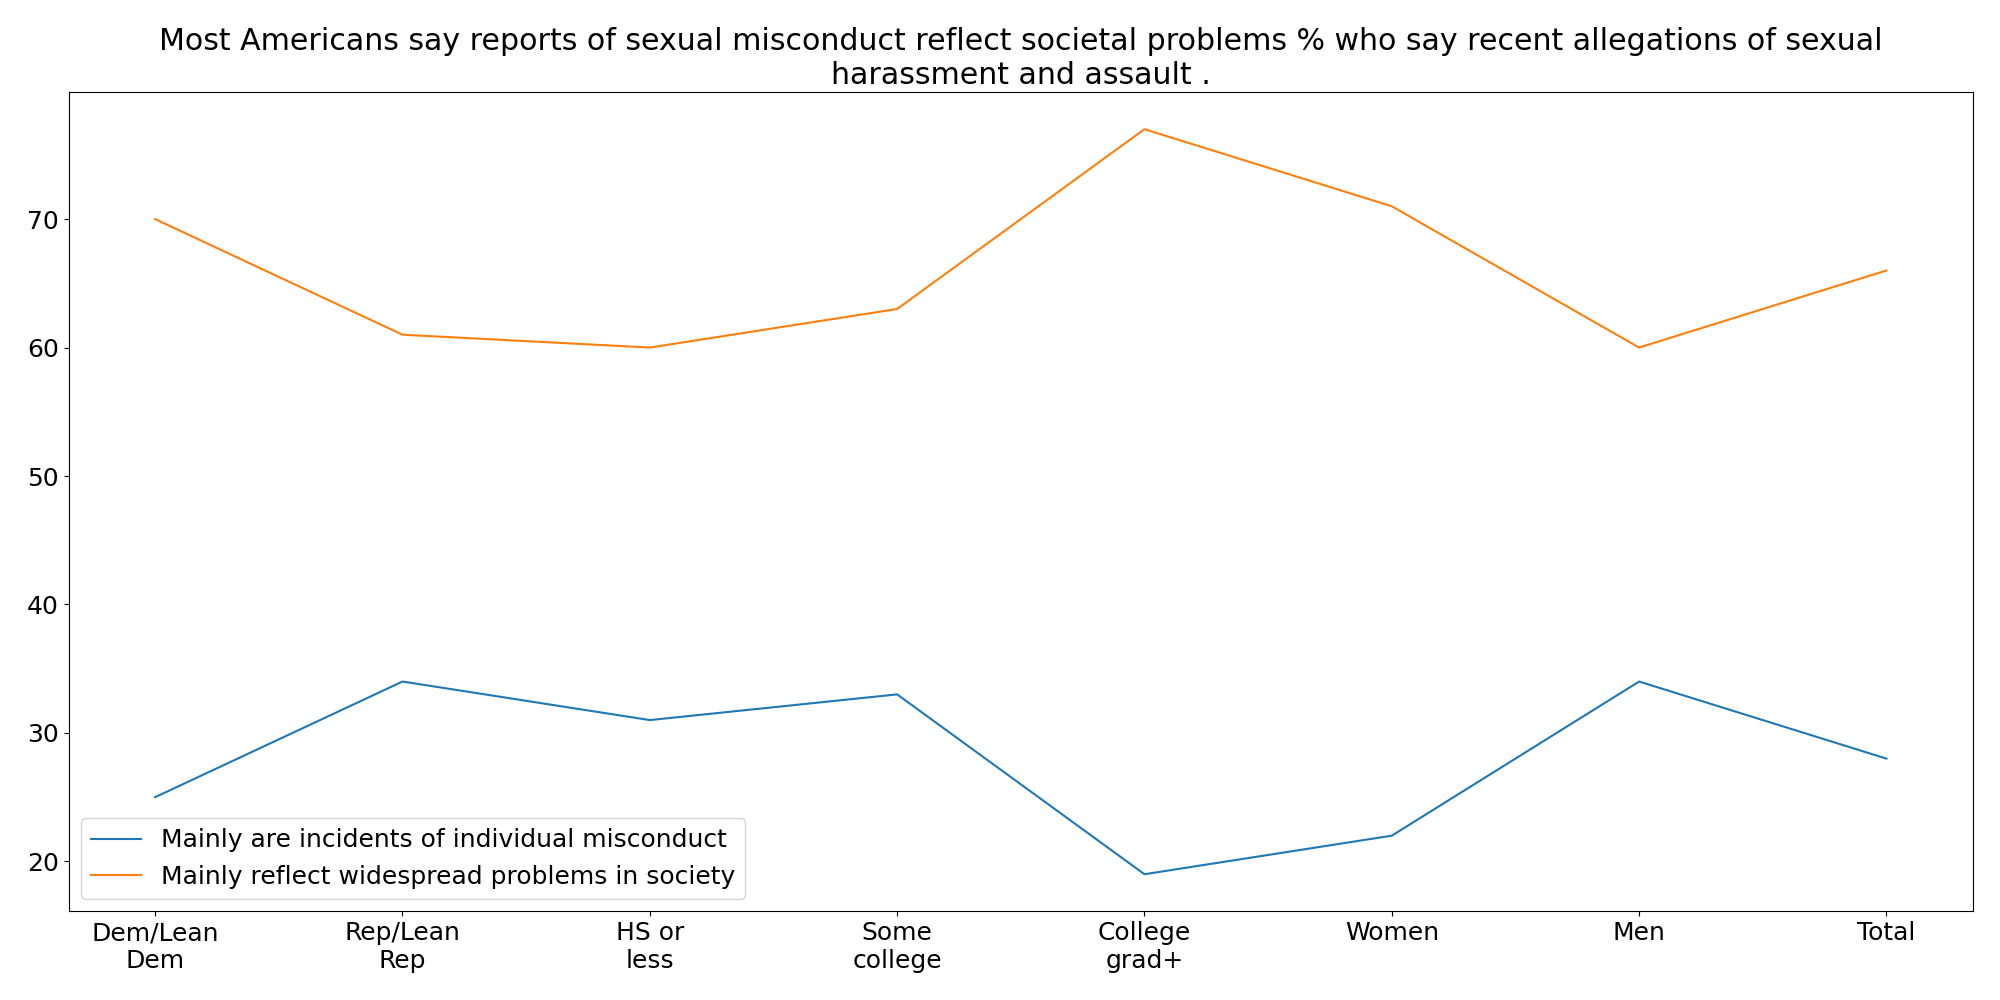 Most Americans say reports of sexual misconduct reflect societal problems % who say recent allegations of sexual
harassment and assault .
70
60
50
40
30
20
Mainly are incidents of individual misconduct
Mainly reflect widespread problems in society
Dem/Lean
Dem
Rep/Lean
Rep
HS or
less
Some
college
College
grad+
Women
Men
Total